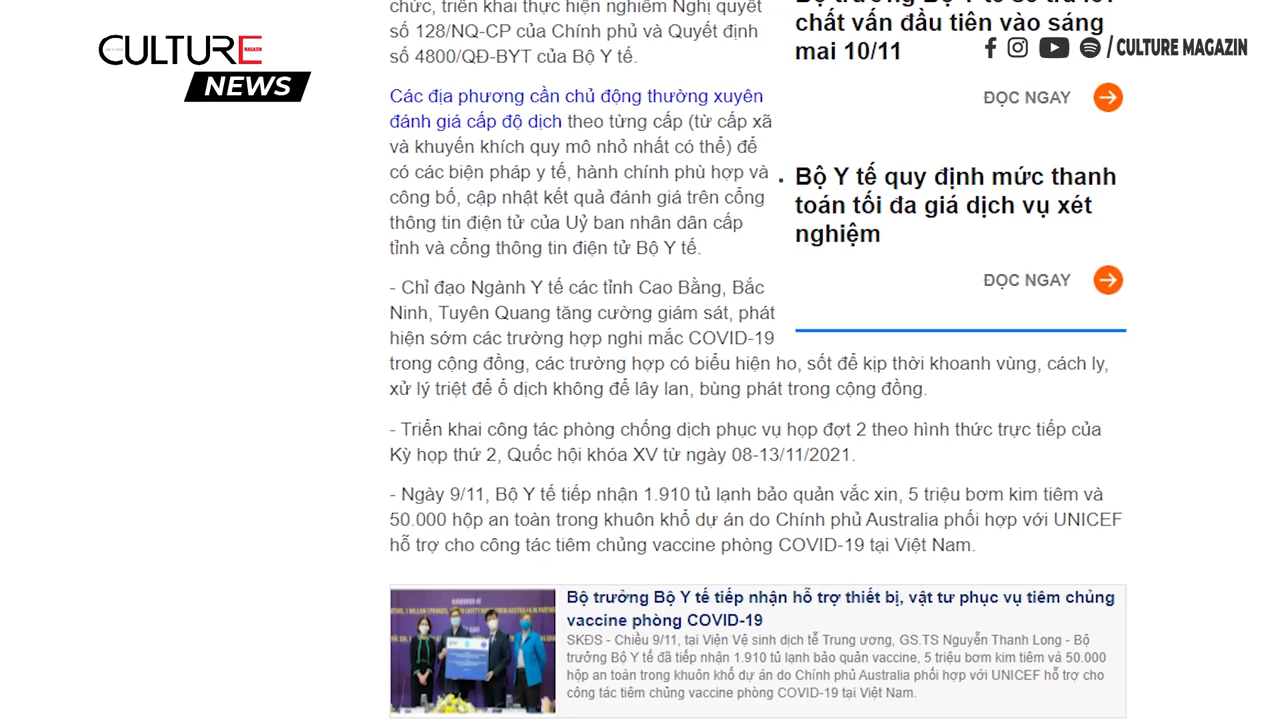 CULTURE
MAGAZIN
NEWS
/ CULTURE MAGAZIN
chức, triển khai thực hiện nghiêm Nghị quyết
số 128/NQ-CP của Chính phủ và Quyết định
số 4800/QĐ-BYT của Bộ Y tế.
Các địa phương cần chủ động thường xuyên
đánh giá cấp độ dịch theo từng cấp (từ cấp xã
và khuyến khích quy mô nhỏ nhất có thể) để
có các biện pháp y tế, hành chính phù hợp và
công bố, cập nhật kết quả đánh giá trên cổng
thông tin điện tử của Uỷ ban nhân dân cấp
tỉnh và cổng thông tin điện tử Bộ Y tế.
- Chỉ đạo Ngành Y tế các tỉnh Cao Bằng, Bắc
Ninh, Tuyên Quang tăng cường giám sát, phát
hiện sớm các trường hợp nghi mắc COVID-19
trong cộng đồng, các trường hợp có biểu hiện ho, sốt để kịp thời khoanh vùng, cách ly,
xử lý triệt để ổ dịch không để lây lan, bùng phát trong cộng đồng.
- Triển khai công tác phòng chống dịch phục vụ họp đợt 2 theo hình thức trực tiếp của
Kỳ họp thứ 2, Quốc hội khóa XV từ ngày 08-13/11/2021.
- Ngày 9/11, Bộ Y tế tiếp nhận 1.910 tủ lạnh bảo quản vắc xin, 5 triệu bơm kim tiêm và
50.000 hộp an toàn trong khuôn khổ dự án do Chính phủ Australia phối hợp với UNICEF
hỗ trợ cho công tác tiêm chủng vaccine phòng COVID-19 tại Việt Nam.
Bộ trưởng Bộ Y tế sẽ trả lời
chất vấn đầu tiên vào sáng
mai 10/11
ĐỌC NGAY
Bộ Y tế quy định mức thanh
toán tối đa giá dịch vụ xét
nghiệm
ĐỌC NGAY
HANDOVER OF
Bộ trưởng Bộ Y tế tiếp nhận hỗ trợ thiết bị, vật tư phục vụ tiêm chủng
vaccine phòng COVID-19
SKĐS - Chiều 9/11, tại Viện Vệ sinh dịch tễ Trung ương, GS.TS Nguyễn Thanh Long - Bộ
trưởng Bộ Y tế đã tiếp nhận 1.910 tủ lạnh bảo quản vaccine, 5 triệu bơm kim tiêm và 50.000
hộp an toàn trong khuôn khổ dự án do Chính phủ Australia phối hợp với UNICEF hỗ trợ cho
công tác tiêm chủng vaccine phòng COVID-19 tại Việt Nam.